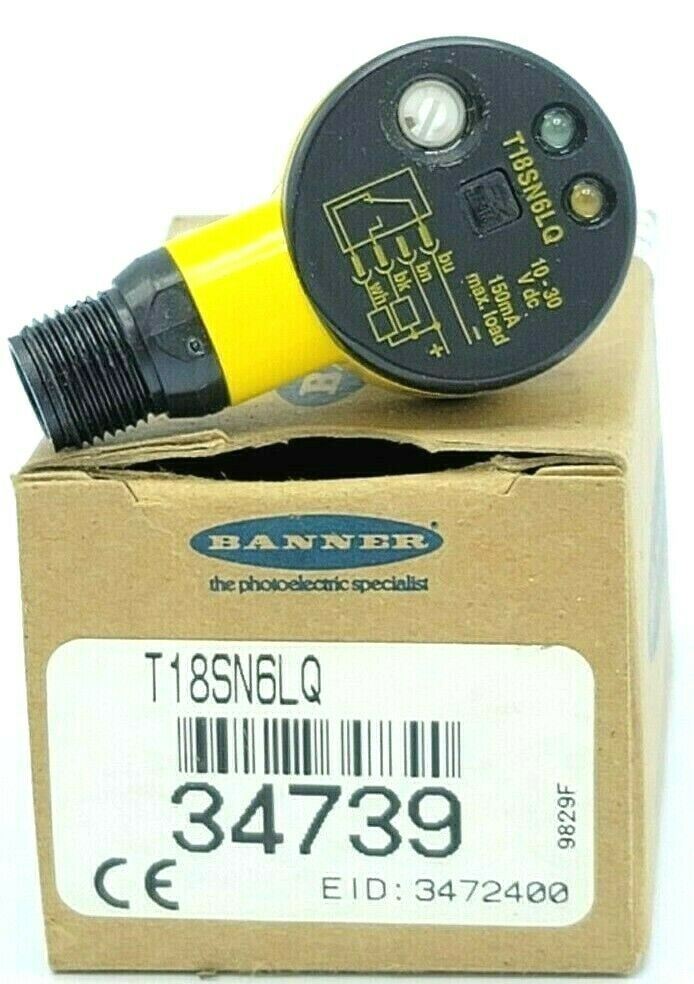 T18SN6LQ
10-30
V dc
150mA
max. load
bu
bn
bk
wh
+
−
BANNER
the photoelectric specialist
T18SN6LQ
34739
9829F
CE
EID: 3472400